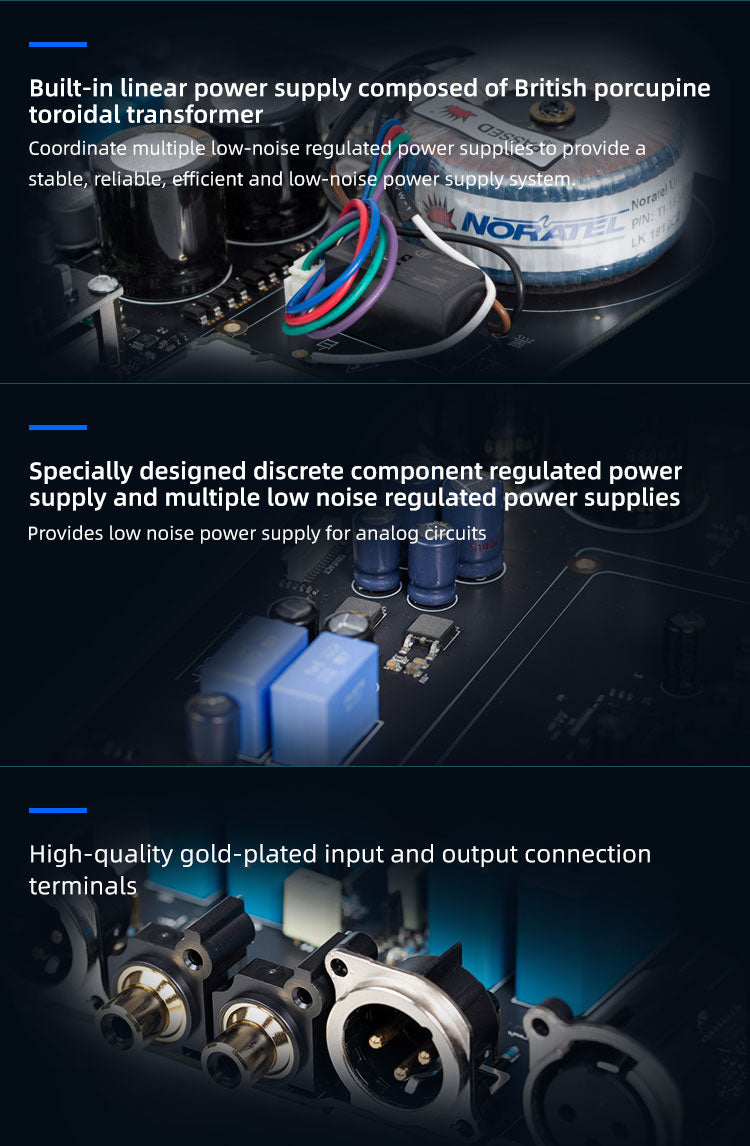 Built-in linear power supply composed of British porcupine
toroidal transformer
Coordinate multiple low-noise regulated power supplies to provide a
stable, reliable, efficient and low-noise power supply system.
NORATEL
Noratel
P/N:
LK
Specially designed discrete component regulated power
supply and multiple low noise regulated power supplies
Provides low noise power supply for analog circuits
High-quality gold-plated input and output connection
terminals